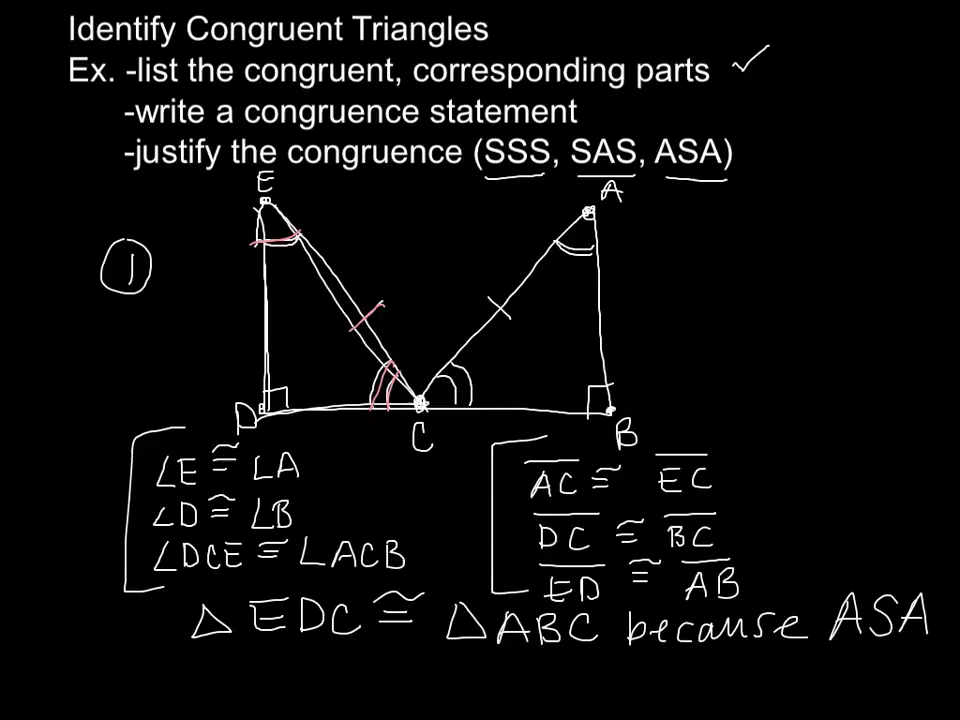 Identify Congruent Triangles
Ex. -list the congruent, corresponding parts
-write a congruence statement
-justify the congruence (SSS, SAS, ASA)
E
A
1
D
C
B
∠E ≅ ∠A
∠D ≅ ∠B
∠DCE ≅ ∠ACB
AC ≅ EC
DC ≅ BC
ED ≅ AB
△EDC ≅ △ABC because ASA